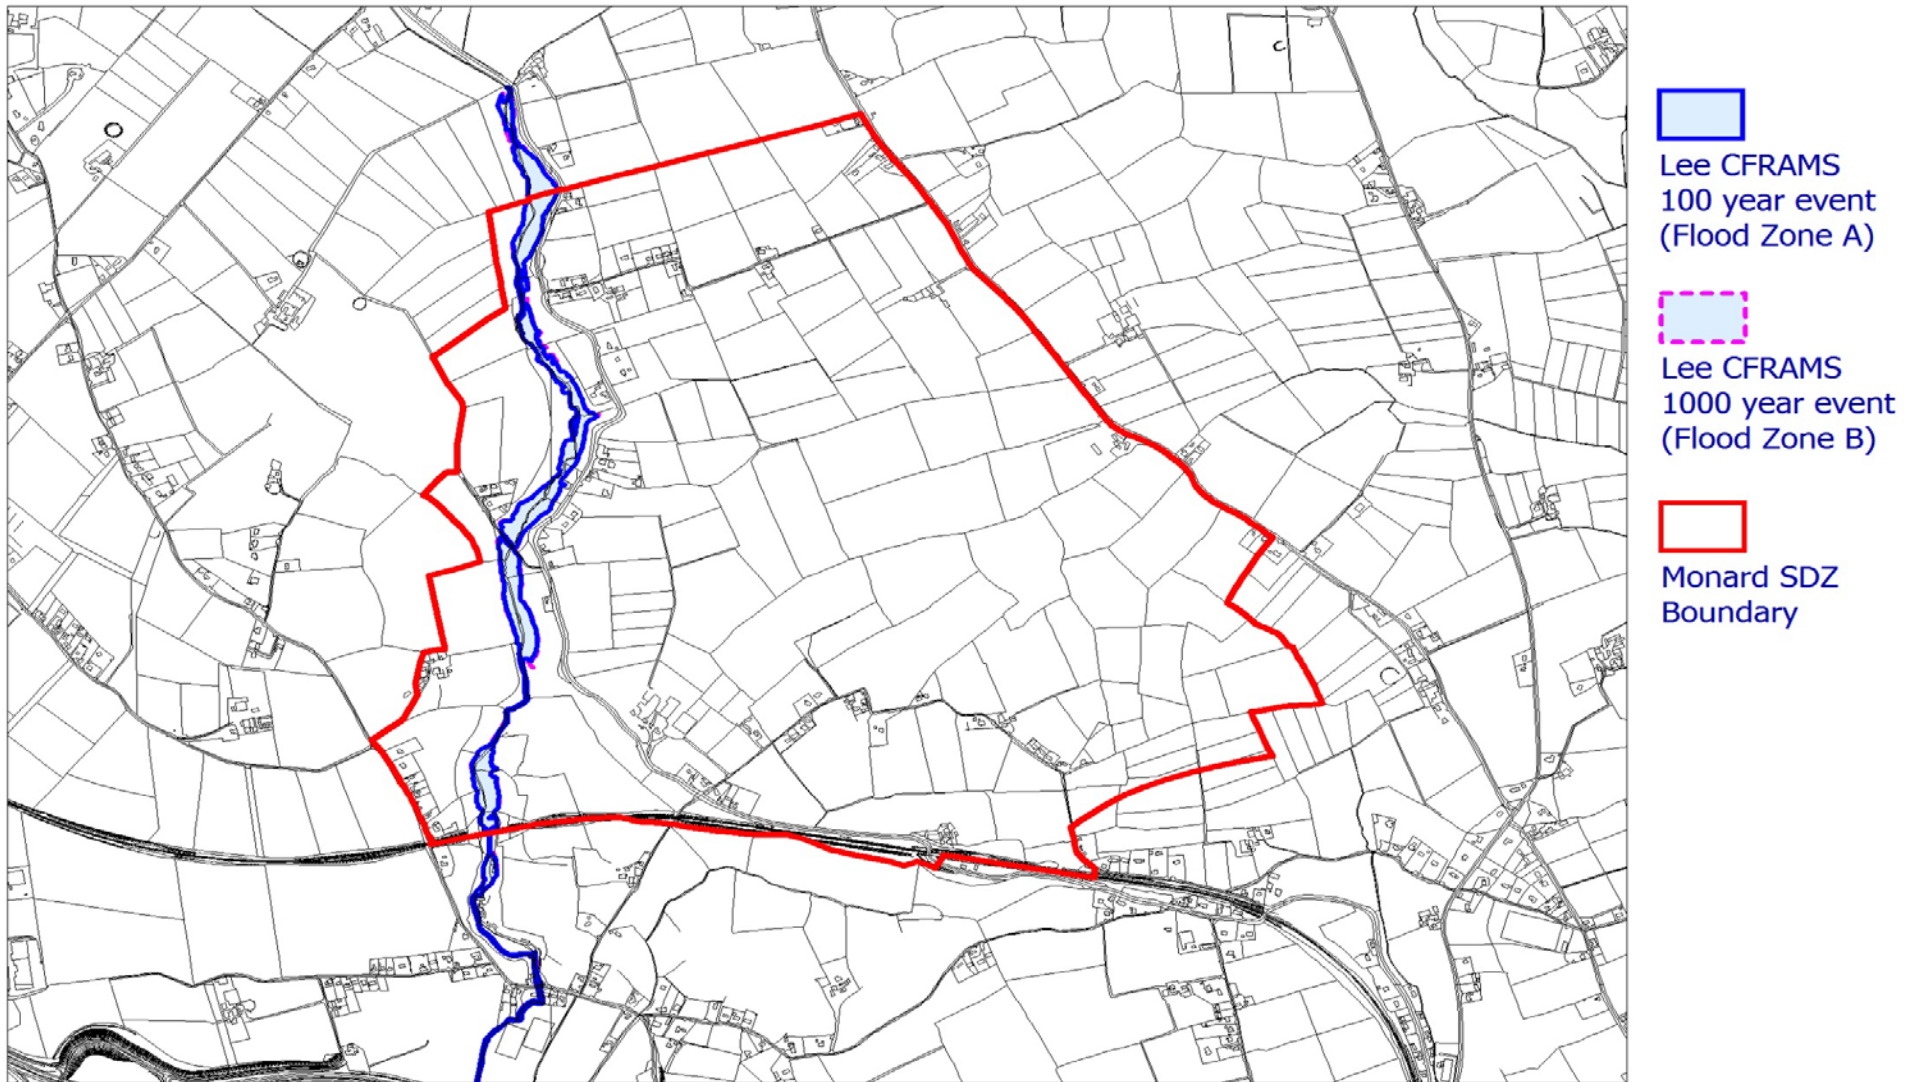 Lee CFRAMS
100 year event
(Flood Zone A)
Lee CFRAMS
1000 year event
(Flood Zone B)
Monard SDZ
Boundary